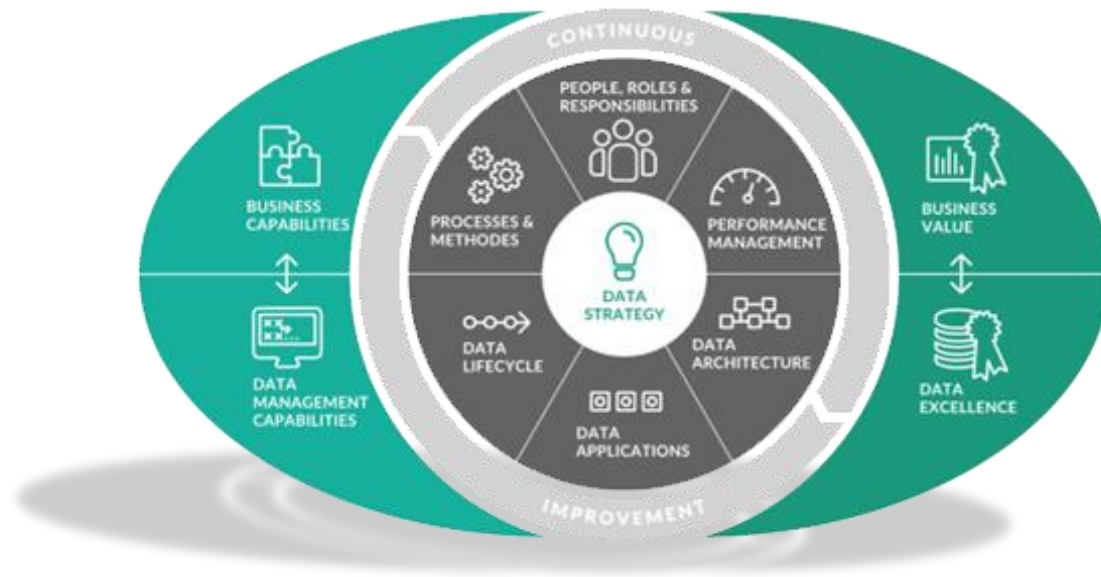 CONTINUOUS
PEOPLE, ROLES &
RESPONSIBILITIES
PROCESSES &
METHODES
PERFORMANCE
MANAGEMENT
BUSINESS
CAPABILITIES
BUSINESS
VALUE
DATA
STRATEGY
DATA
LIFECYCLE
DATA
ARCHITECTURE
DATA
APPLICATIONS
DATA
MANAGEMENT
CAPABILITIES
DATA
EXCELLENCE
IMPROVEMENT